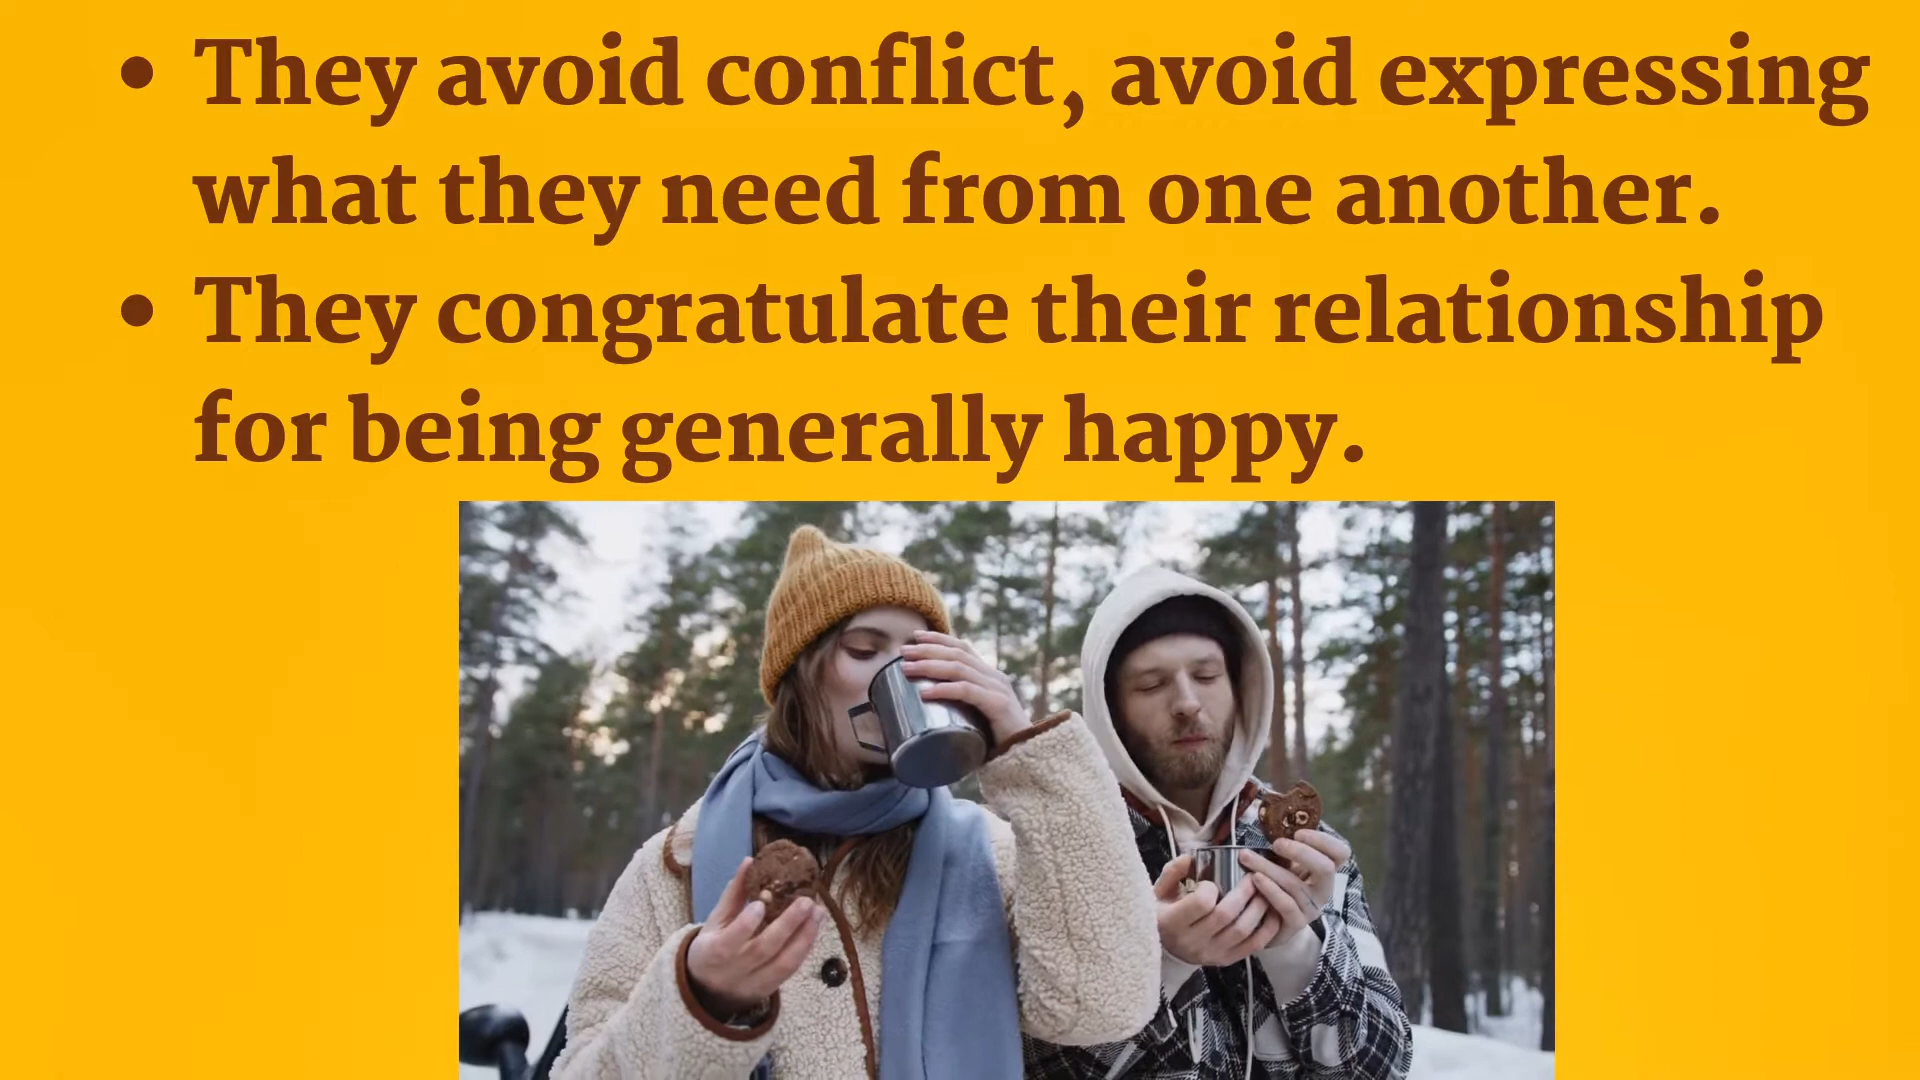 • They avoid conflict, avoid expressing
what they need from one another.
• They congratulate their relationship
for being generally happy.